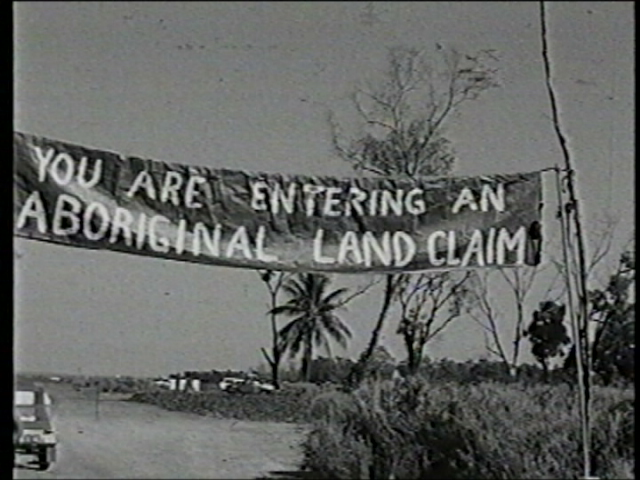 YOU ARE ENTERING AN
ABORIGINAL LAND CLAIM